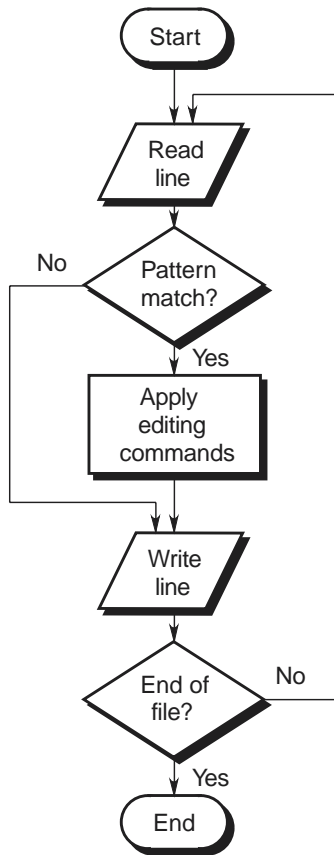 Start
Read
line
No
Pattern
match?
Yes
Apply
editing
commands
Write
line
End of
file?
No
Yes
End